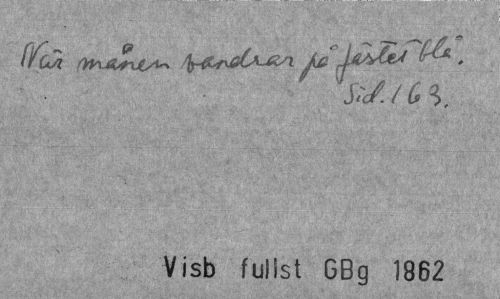 När månen vandrar på fästet blå.
Sid. 163.
Visb fullst GBg 1862